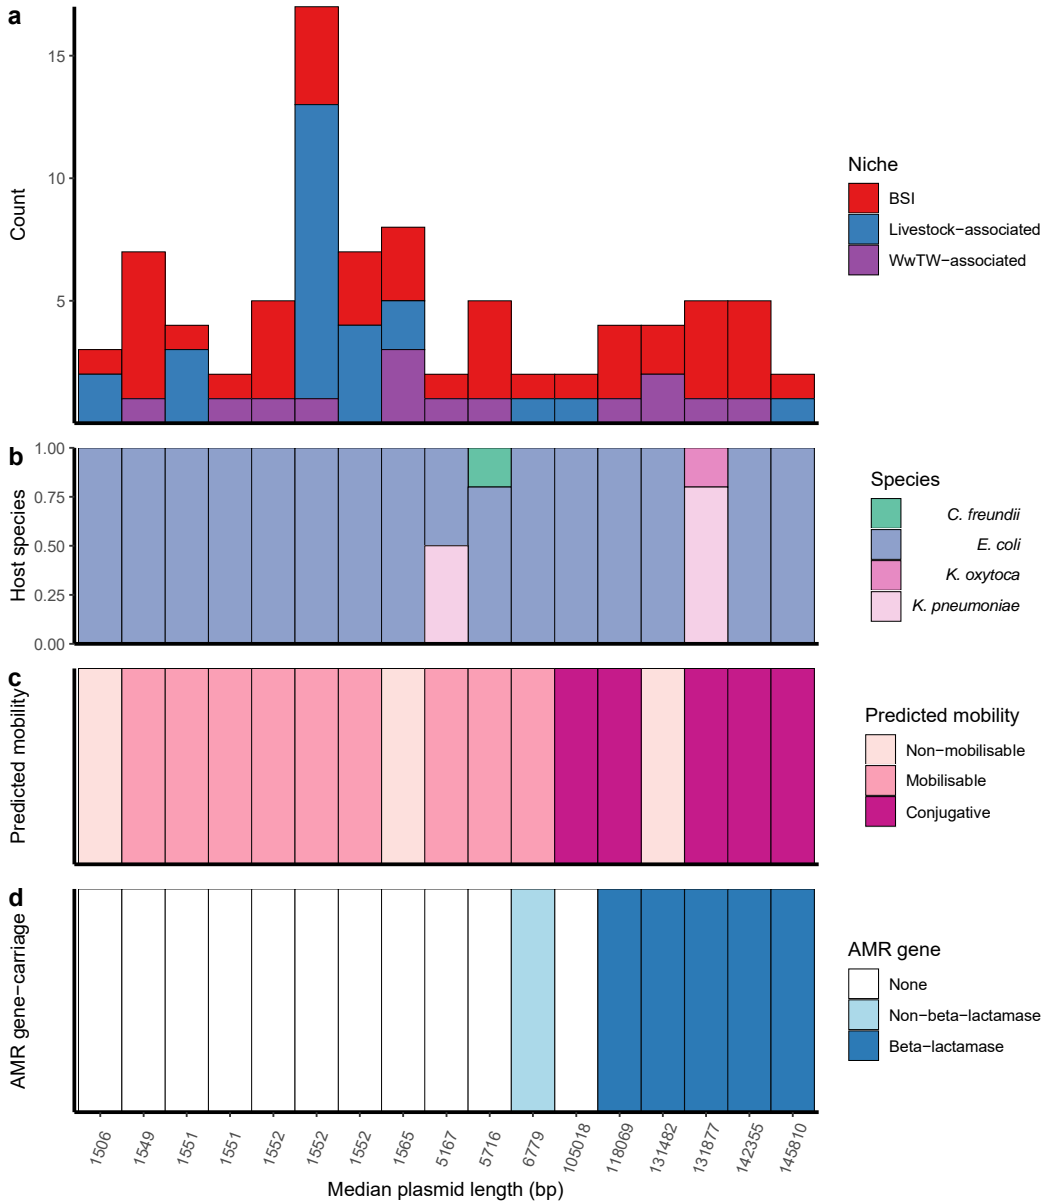 a
15
10
5
Count
Niche
BSI
Livestock−associated
WwTW−associated
b
1.00
0.75
0.50
0.25
0.00
Host species
Species
C. freundii
E. coli
K. oxytoca
K. pneumoniae
c
Predicted mobility
Predicted mobility
Non−mobilisable
Mobilisable
Conjugative
d
AMR gene−carriage
AMR gene
None
Non−beta−lactamase
Beta−lactamase
1506
1549
1551
1551
1552
1552
1552
1565
5167
5716
6779
105018
118069
131482
131877
142355
145810
Median plasmid length (bp)